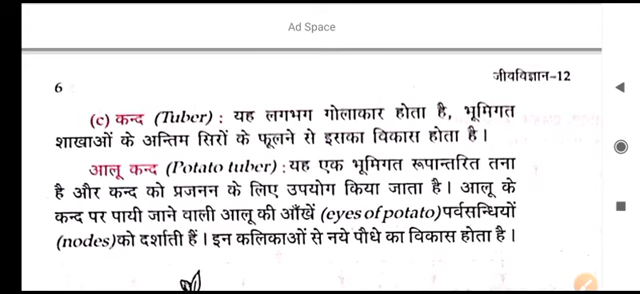 Ad Space
6
जीवविज्ञान-12
(c) कन्द (Tuber) : यह लगभग गोलाकार होता है, भूमिगत
शाखाओं के अन्तिम सिरों के फूलने से इसका विकास होता है।
आलू कन्द (Potato tuber) : यह एक भूमिगत रूपान्तरित तना
है और कन्द को प्रजनन के लिए उपयोग किया जाता है। आलू के
कन्द पर पायी जाने वाली आलू की आँखें (eyes of potato) पर्वसन्धियों
(nodes) को दर्शाती हैं। इन कलिकाओं से नये पौधे का विकास होता है।